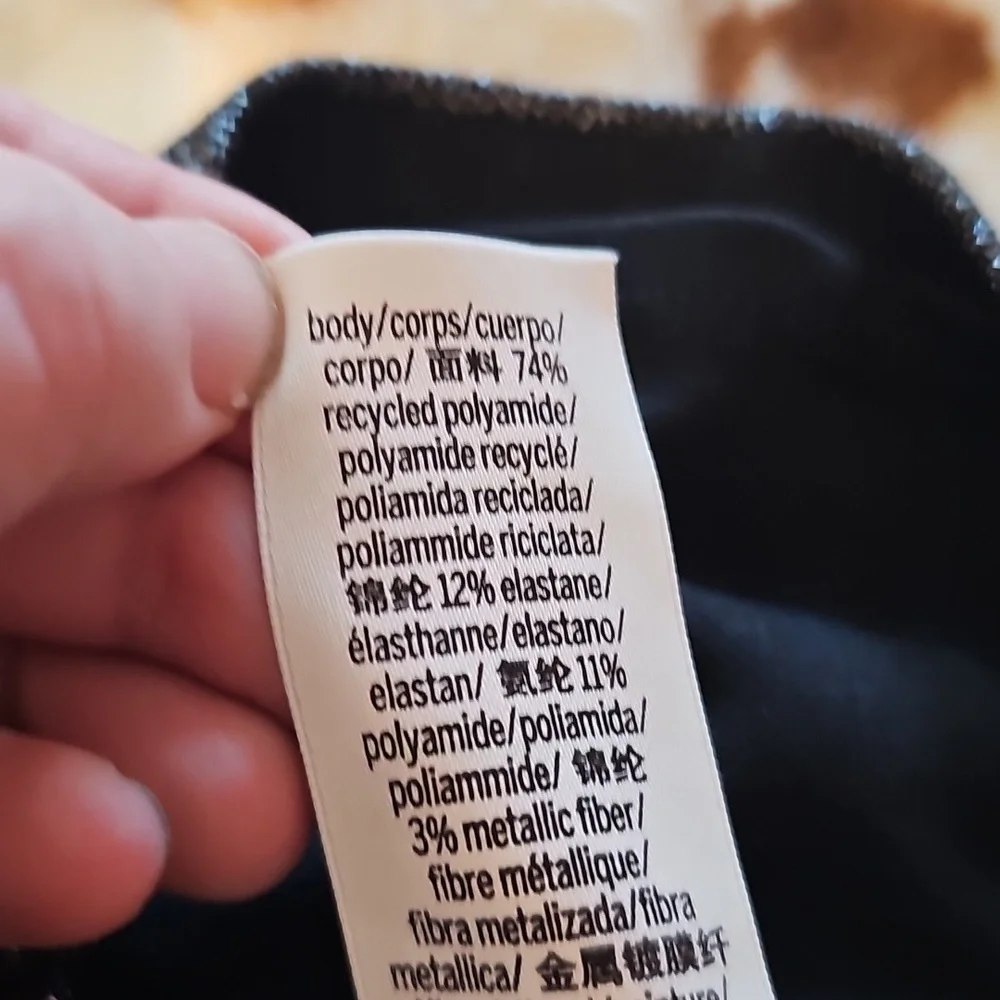 body/corps/cuerpo/
corpo/ 面料 74%
recycled polyamide/
polyamide recyclé/
poliamida reciclada/
poliammide riciclata/
锦纶 12% elastane/
élasthanne/elastano/
elastan/ 氨纶 11%
polyamide/poliamida/
poliammide/ 锦纶
3% metallic fiber/
fibre métallique/
fibra metalizada/fibra
metallica/ 金属镀膜纤